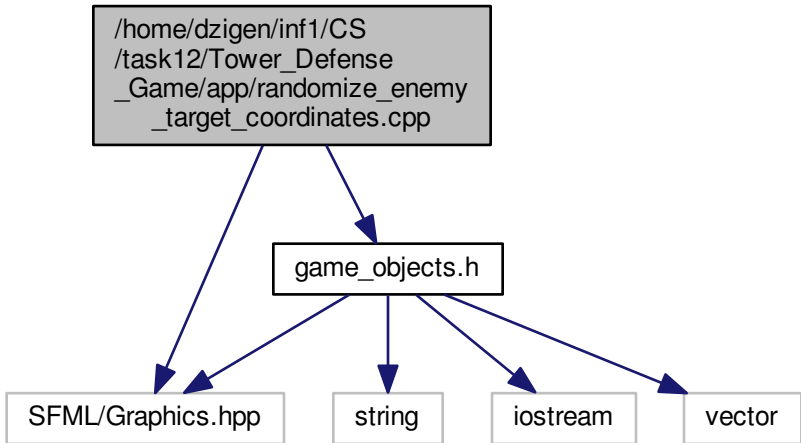 /home/dzigen/inf1/CS
/task12/Tower_Defense
_Game/app/randomize_enemy
_target_coordinates.cpp
game_objects.h
SFML/Graphics.hpp
string
iostream
vector